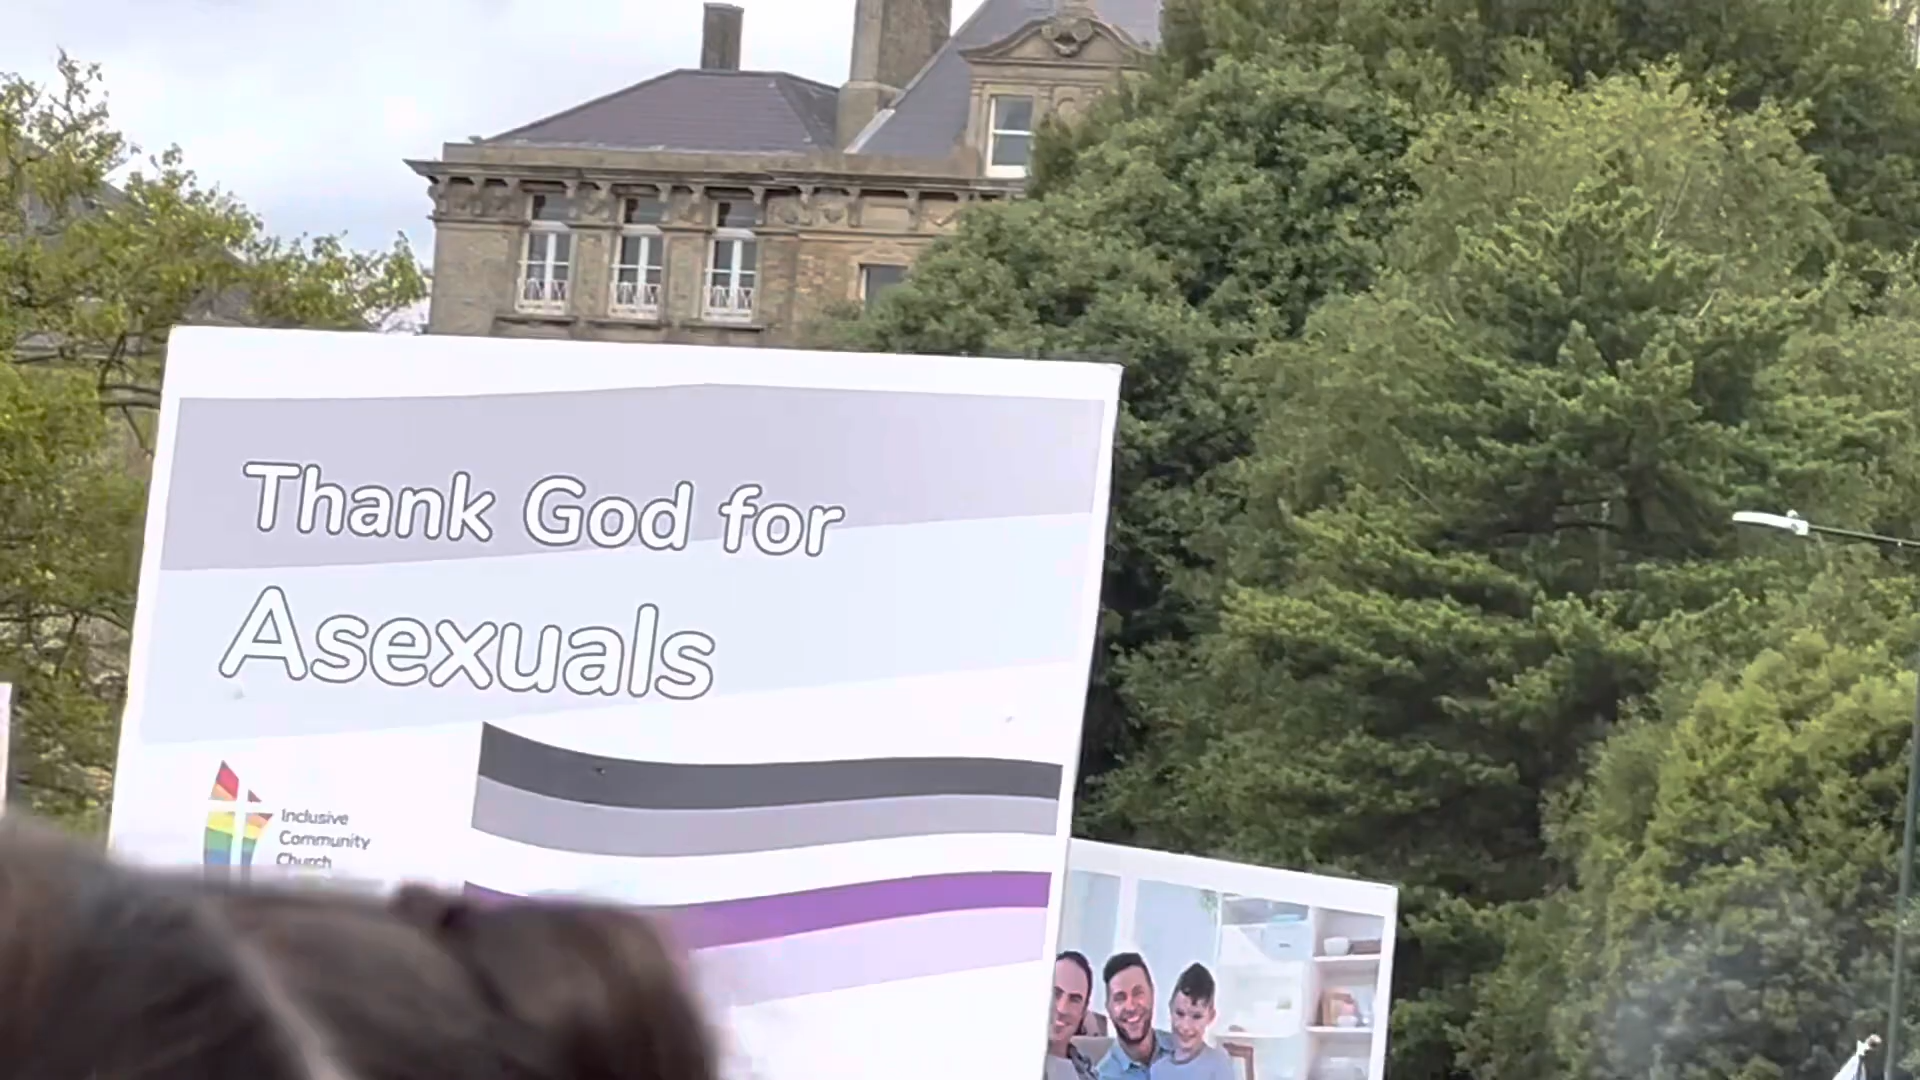 Thank God for
Asexuals
Inclusive
Community
Church